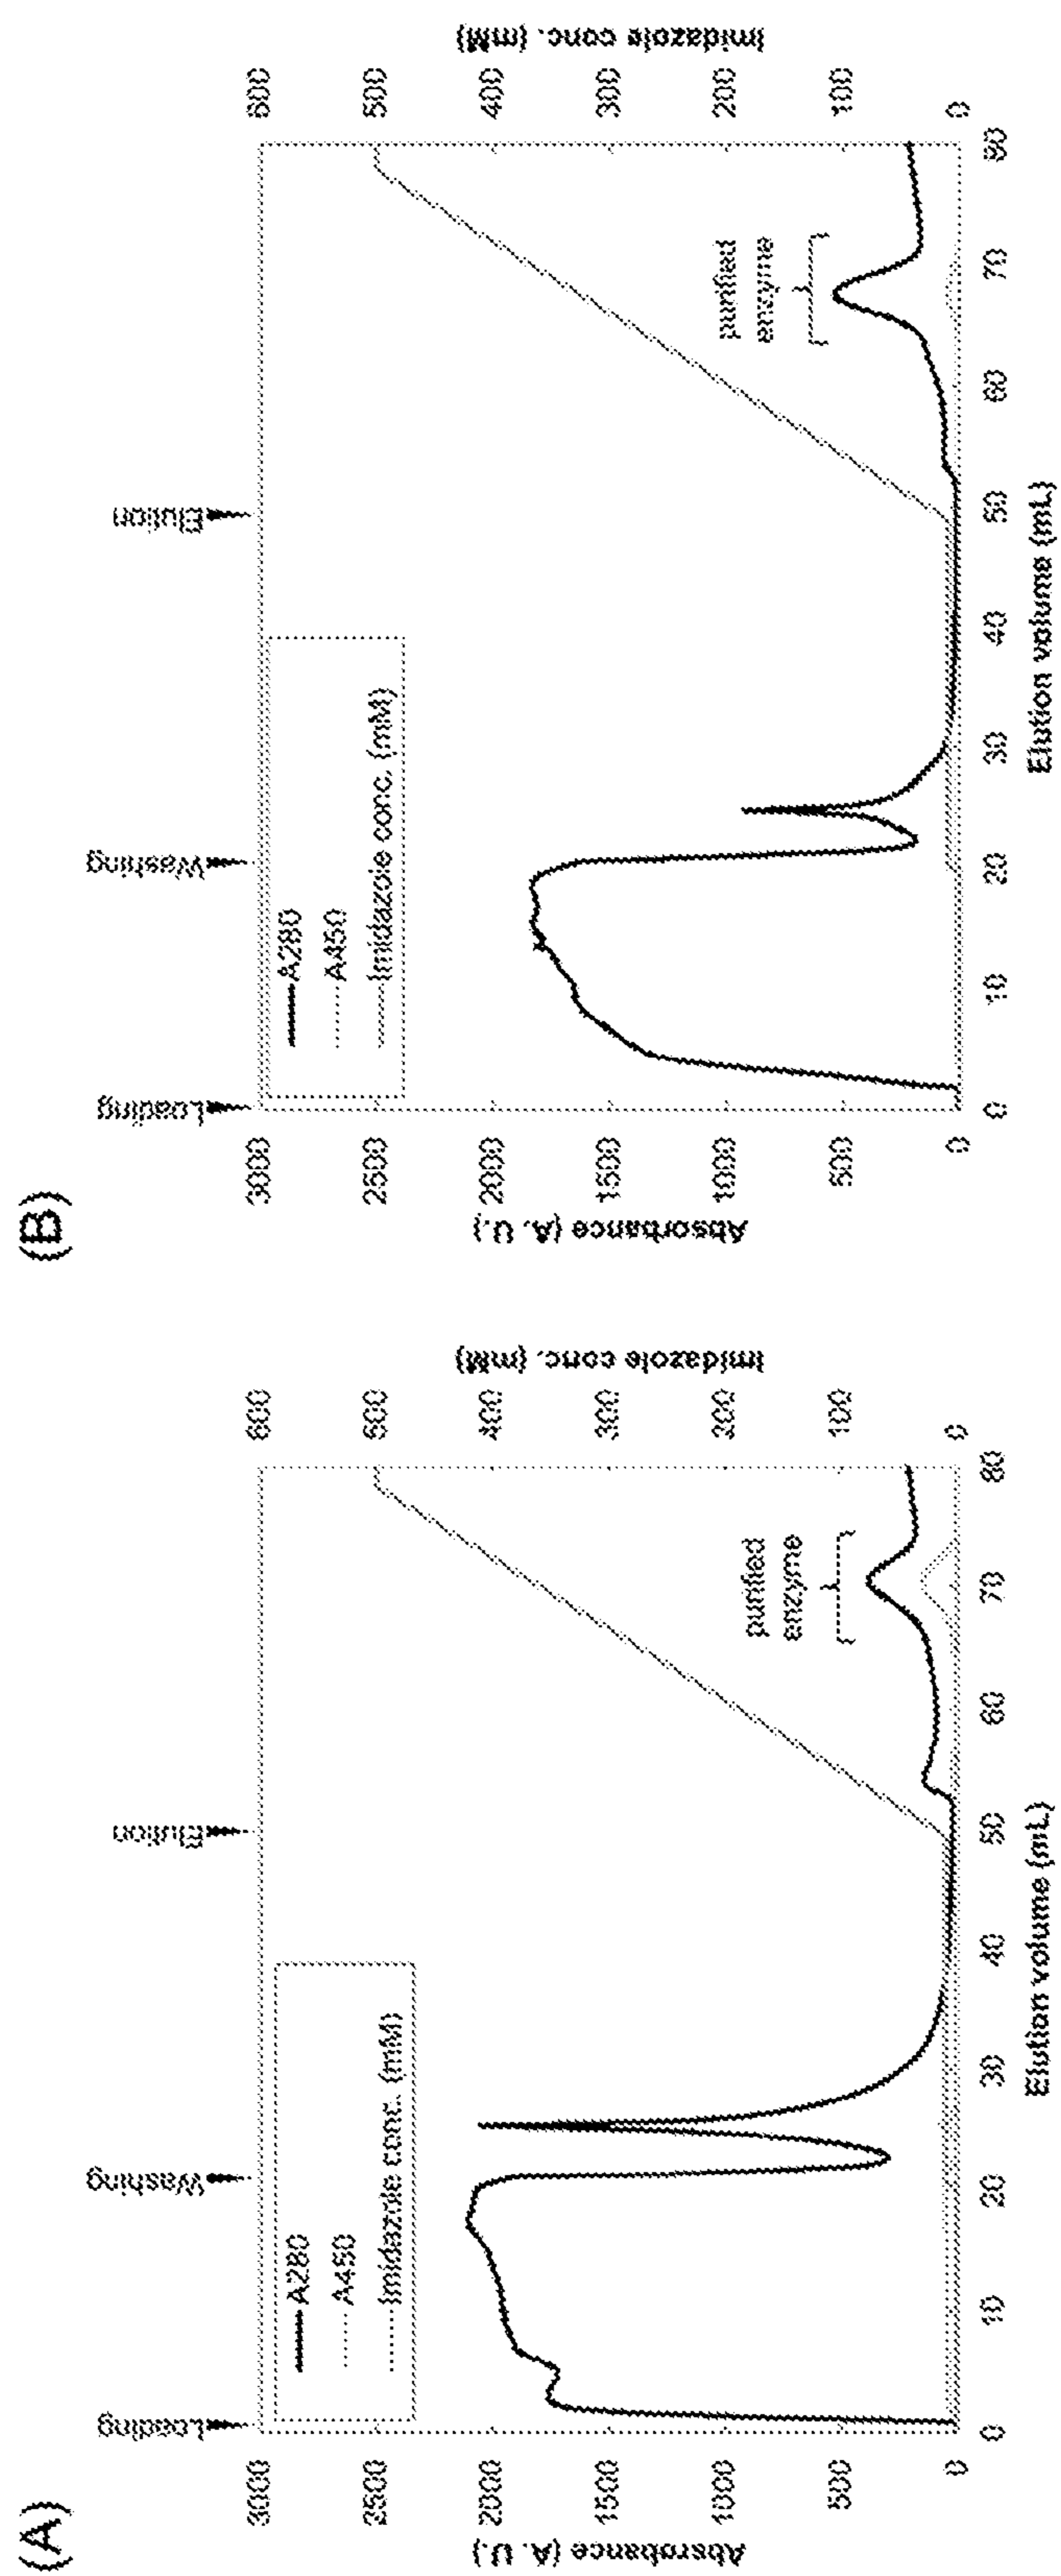 (A)
Loading
Washing
Elution
3000
2500
2000
1500
1000
500
0
Absrobance (A. U.)
A280
A450
Imidazole conc. (mM)
purified
enzyme
600
500
400
300
200
100
0
Imidazole conc. (mM)
0 10 20 30 40 50 60 70 80
Elution volume (mL)
(B)
Loading
Washing
Elution
3000
2500
2000
1500
1000
500
0
Absorbance (A. U.)
A280
A450
Imidazole conc. (mM)
purified
enzyme
600
500
400
300
200
100
0
Imidazole conc. (mM)
0 10 20 30 40 50 60 70 80
Elution volume (mL)